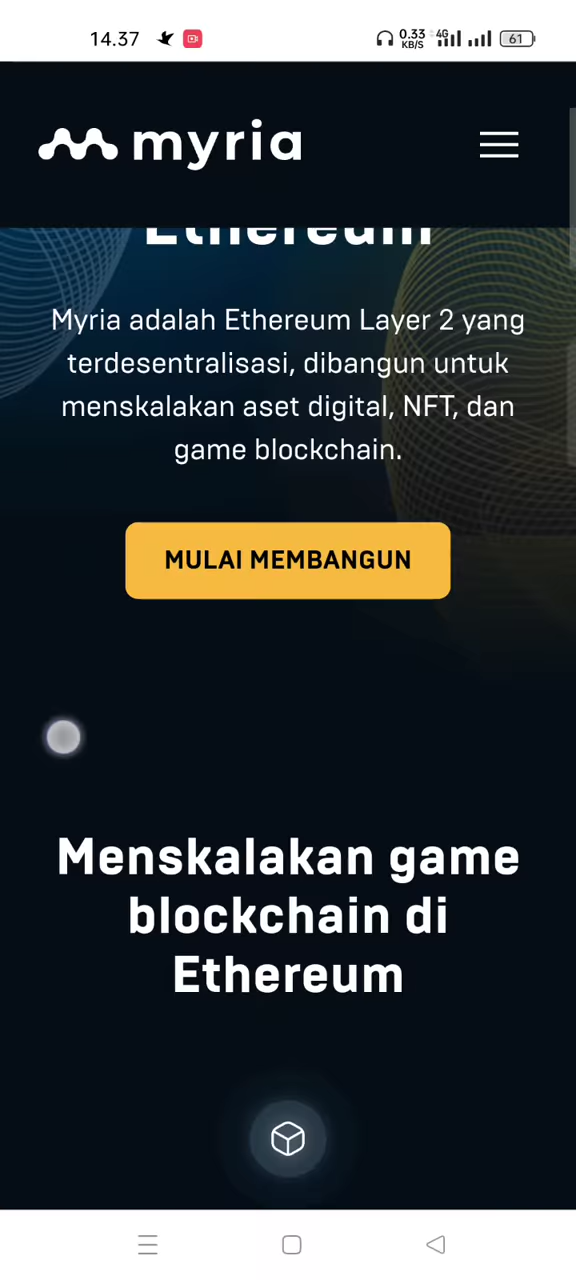 14.37
0.33
KB/S
4G
61
myria
Ethereum
Myria adalah Ethereum Layer 2 yang
terdesentralisasi, dibangun untuk
menskalakan aset digital, NFT, dan
game blockchain.
MULAI MEMBANGUN
Menskalakan game
blockchain di
Ethereum